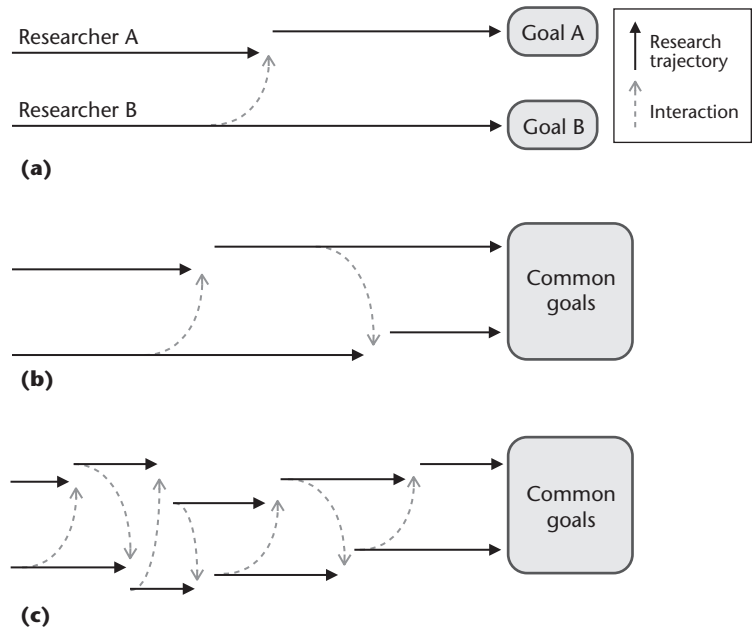 Researcher A
Goal A
Research
trajectory
Interaction
Researcher B
Goal B
(a)
Common
goals
(b)
Common
goals
(c)